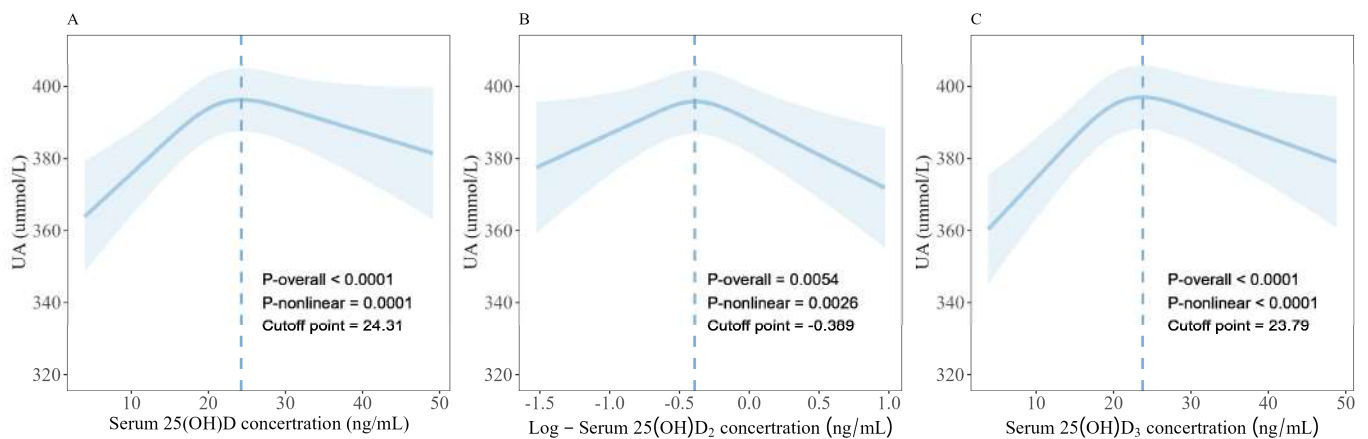 A
UA (ummol/L)
400
380
360
340
320
P-overall < 0.0001
P-nonlinear = 0.0001
Cutoff point = 24.31
10 20 30 40 50
Serum 25(OH)D concertration (ng/mL)
B
UA (ummol/L)
400
380
360
340
320
P-overall = 0.0054
P-nonlinear = 0.0026
Cutoff point = -0.389
-1.5 -1.0 -0.5 0.0 0.5 1.0
Log − Serum 25(OH)D₂ concertration (ng/mL)
C
UA (ummol/L)
400
380
360
340
320
P-overall < 0.0001
P-nonlinear < 0.0001
Cutoff point = 23.79
10 20 30 40 50
Serum 25(OH)D₃ concertration (ng/mL)